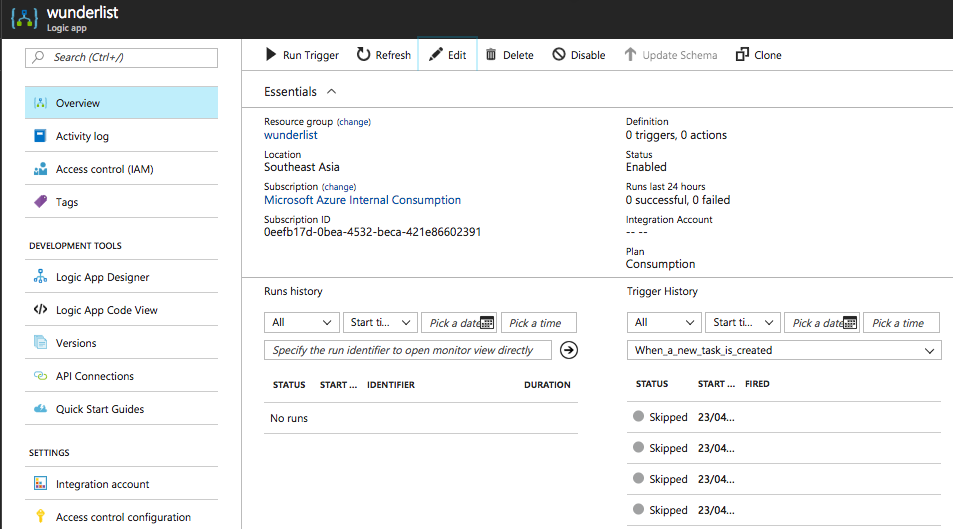 wunderlist
Logic app
Search (Ctrl+/)
Overview
Activity log
Access control (IAM)
Tags
DEVELOPMENT TOOLS
Logic App Designer
Logic App Code View
Versions
API Connections
Quick Start Guides
SETTINGS
Integration account
Access control configuration
Run Trigger Refresh Edit Delete Disable Update Schema Clone
Essentials
Resource group (change)
wunderlist
Location
Southeast Asia
Subscription (change)
Microsoft Azure Internal Consumption
Subscription ID
0eefb17d-0bea-4532-beca-421e86602391
Definition
0 triggers, 0 actions
Status
Enabled
Runs last 24 hours
0 successful, 0 failed
Integration Account
-- --
Plan
Consumption
Runs history
All Start ti... Pick a date Pick a time
Specify the run identifier to open monitor view directly
STATUS START ... IDENTIFIER DURATION
No runs
Trigger History
All Start ti... Pick a date Pick a time
When_a_new_task_is_created
STATUS START ... FIRED
Skipped 23/04...
Skipped 23/04...
Skipped 23/04...
Skipped 23/04...